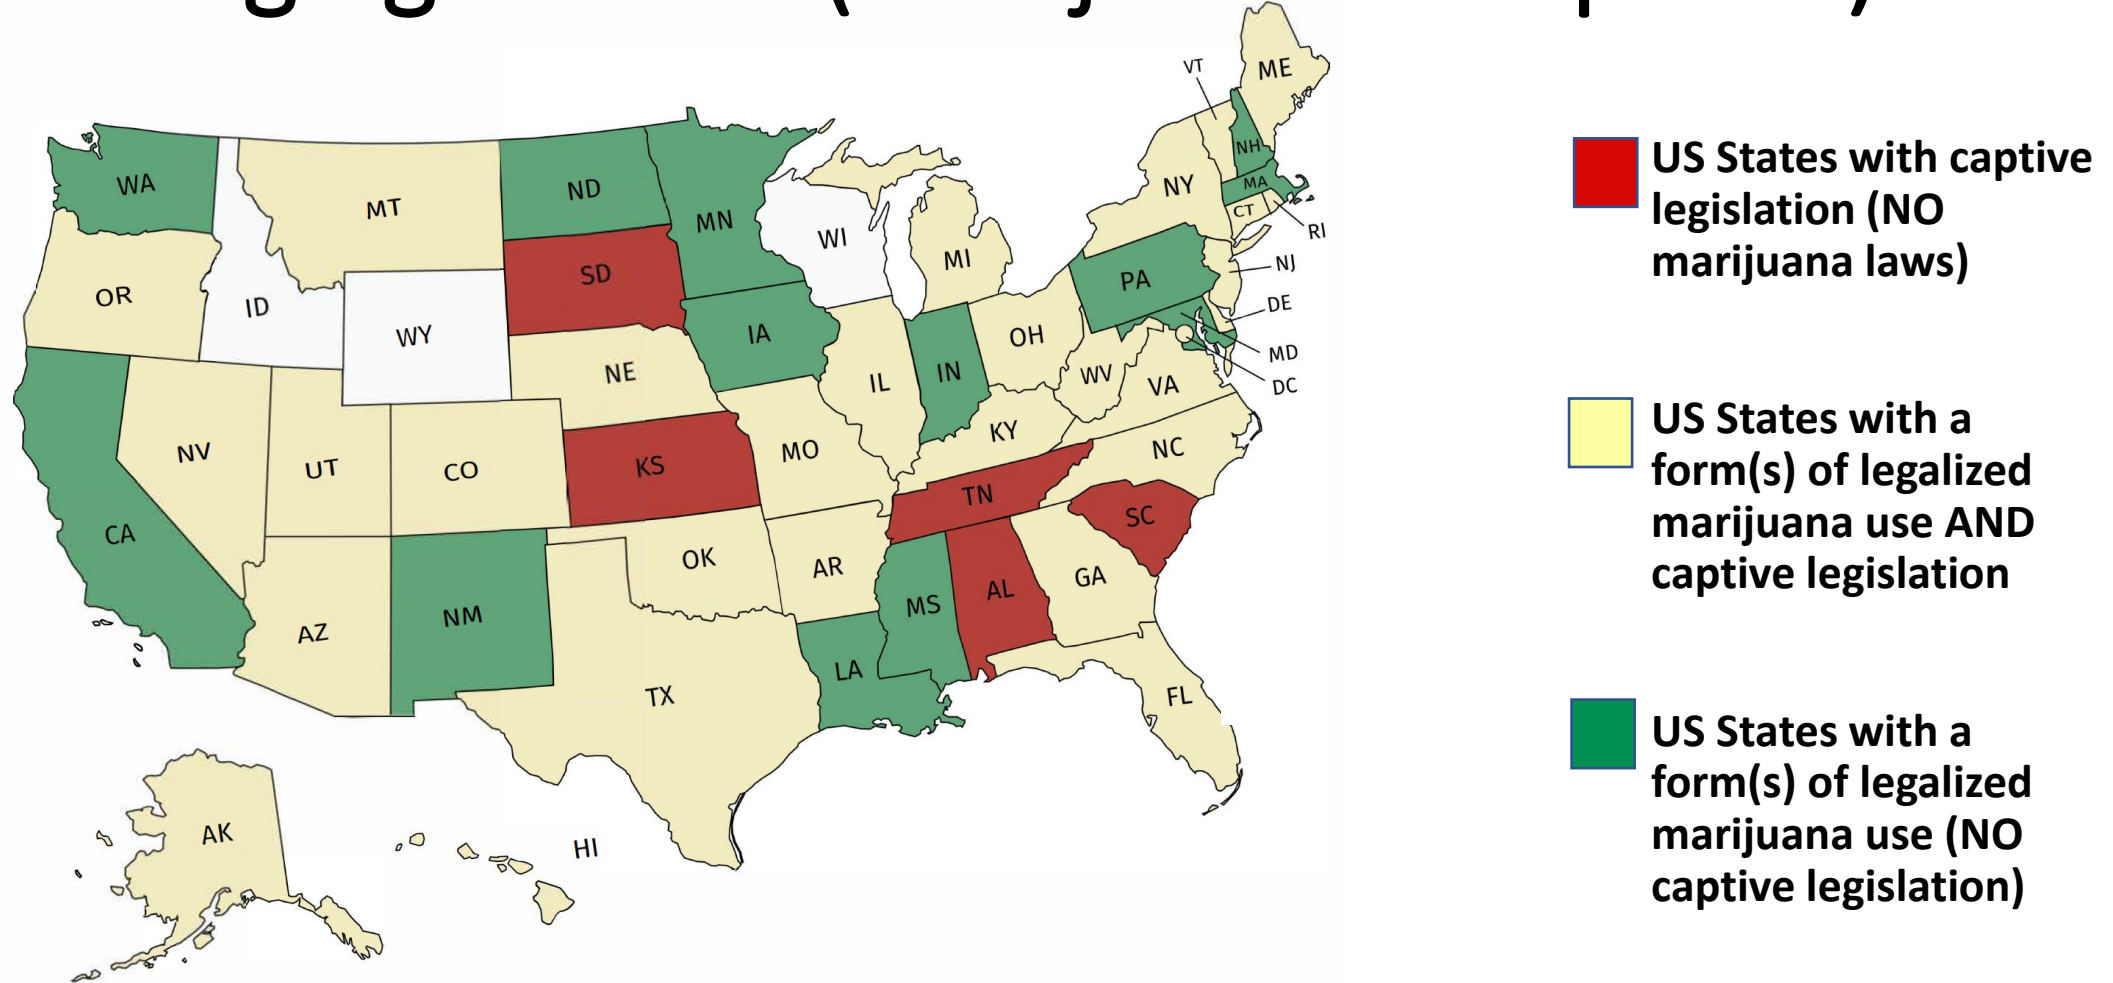 VT
ME
WA
MT
ND
MN
NH
MA
NY
CT
RI
WI
MI
SD
OR
ID
WY
PA
NJ
DE
MD
DC
IA
NE
IL
IN
OH
WV
VA
NV
UT
CO
KS
MO
KY
NC
TN
SC
CA
AZ
NM
OK
AR
MS
AL
GA
LA
TX
FL
AK
HI
US States with captive
legislation (NO
marijuana laws)
US States with a
form(s) of legalized
marijuana use AND
captive legislation
US States with a
form(s) of legalized
marijuana use (NO
captive legislation)